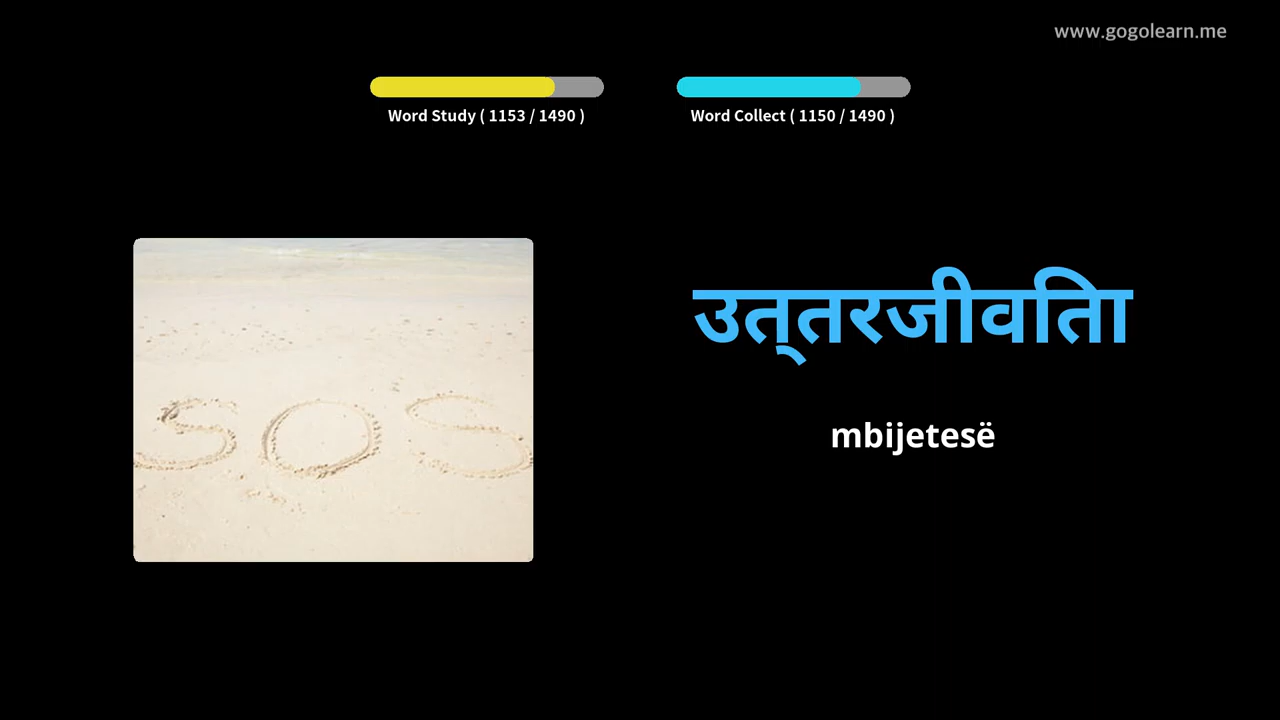 www.gogolearn.me
Word Study ( 1153 / 1490 )
Word Collect ( 1150 / 1490 )
SOS
उत्तरजीविता
mbijetesë